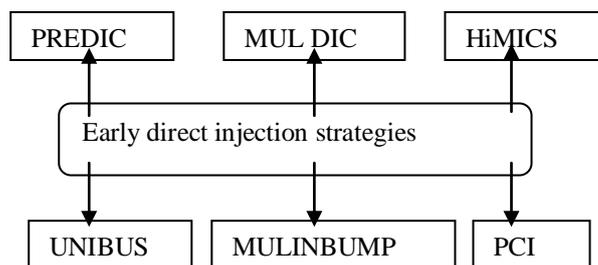 PREDIC MUL DIC HiMICS
Early direct injection strategies
UNIBUS MULINBUMP PCI